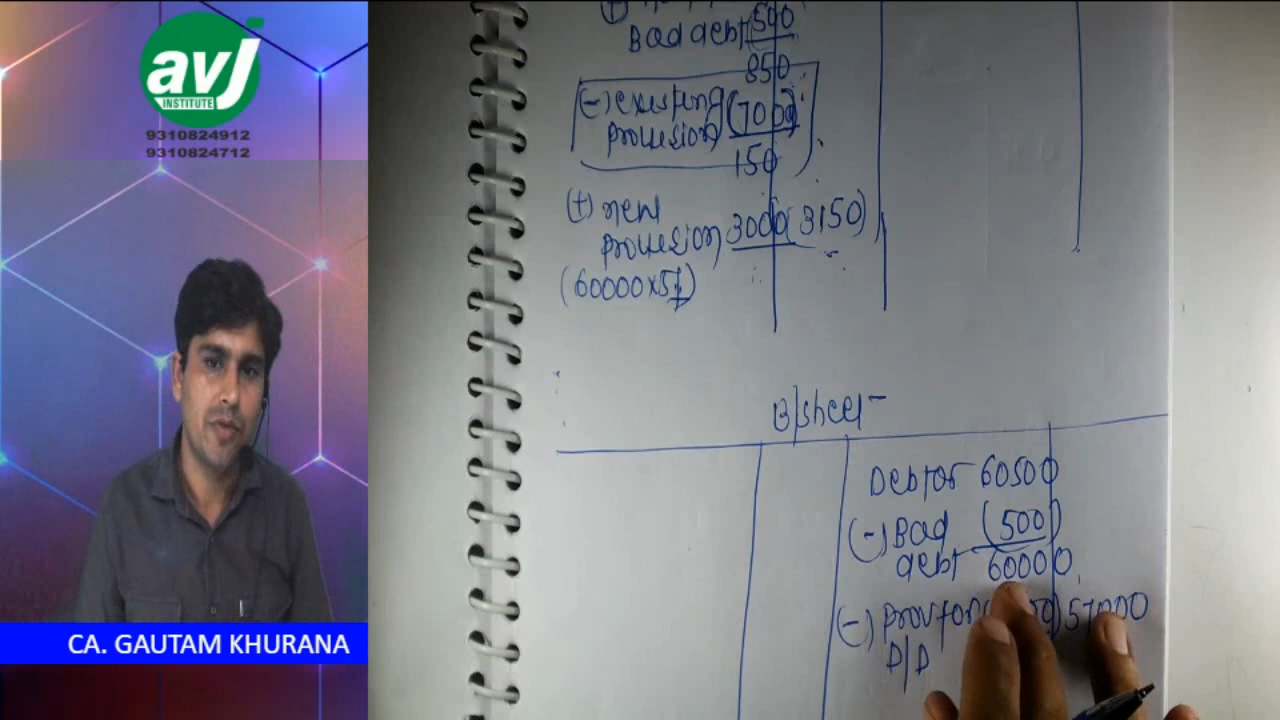 avj
INSTITUTE
9310824912
9310824712
CA. GAUTAM KHURANA
Bad debt 500
850
(-) existing provision (700)
150
(+) new provision 3000 (3150)
(60000x5%)
B/sheet
Debtor 60500
(-) Bad debt (500)
60000
(-) Prov for D/D 57000